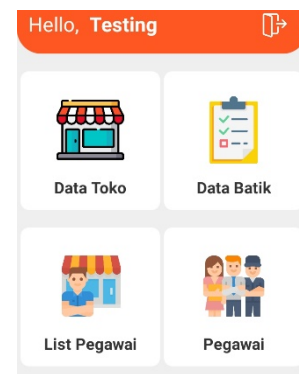 Hello, Testing
Data Toko
Data Batik
List Pegawai
Pegawai